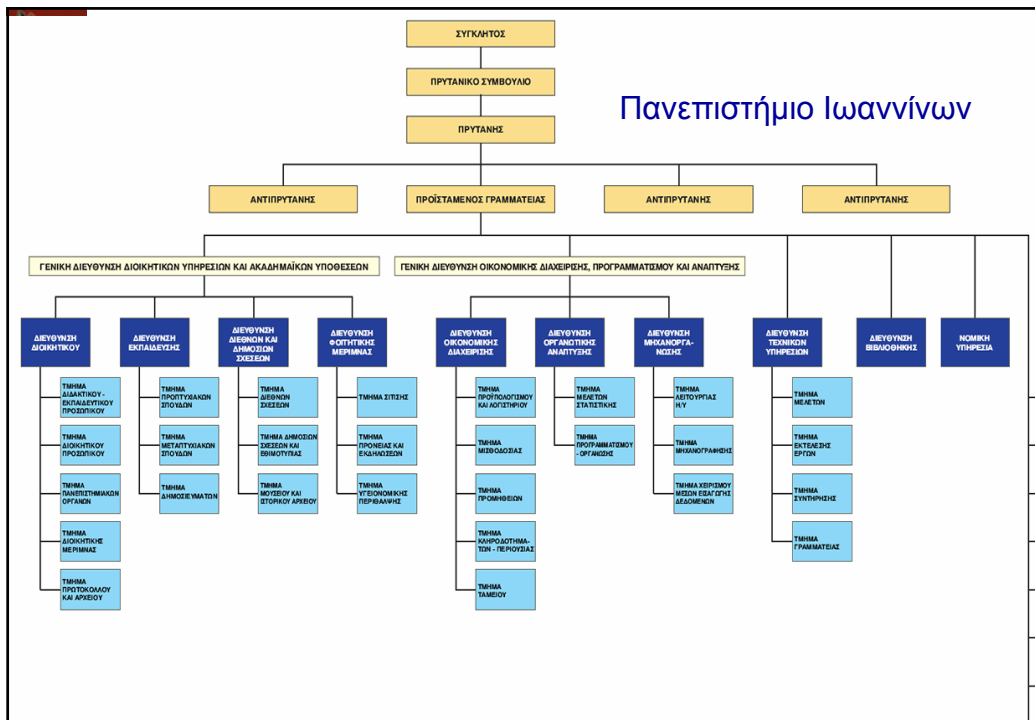 ΣΥΓΚΛΗΤΟΣ
ΠΡΥΤΑΝΙΚΟ ΣΥΜΒΟΥΛΙΟ
Πανεπιστήμιο Ιωαννίνων
ΠΡΥΤΑΝΗΣ
ΑΝΤΙΠΡΥΤΑΝΗΣ
ΠΡΟΪΣΤΑΜΕΝΟΣ ΓΡΑΜΜΑΤΕΙΑΣ
ΑΝΤΙΠΡΥΤΑΝΗΣ
ΑΝΤΙΠΡΥΤΑΝΗΣ
ΓΕΝΙΚΗ ΔΙΕΥΘΥΝΣΗ ΔΙΟΙΚΗΤΙΚΩΝ ΥΠΗΡΕΣΙΩΝ ΚΑΙ ΑΚΑΔΗΜΑΪΚΩΝ ΥΠΟΘΕΣΕΩΝ
ΓΕΝΙΚΗ ΔΙΕΥΘΥΝΣΗ ΟΙΚΟΝΟΜΙΚΗΣ ΔΙΑΧΕΙΡΙΣΗΣ, ΠΡΟΓΡΑΜΜΑΤΙΣΜΟΥ ΚΑΙ ΑΝΑΠΤΥΞΗΣ
ΔΙΕΥΘΥΝΣΗ
ΔΙΟΙΚΗΤΙΚΟΥ
ΔΙΕΥΘΥΝΣΗ
ΕΚΠΑΙΔΕΥΣΗΣ
ΔΙΕΥΘΥΝΣΗ
ΔΙΕΘΝΩΝ ΚΑΙ
ΔΗΜΟΣΙΩΝ
ΣΧΕΣΕΩΝ
ΔΙΕΥΘΥΝΣΗ
ΦΟΙΤΗΤΙΚΗΣ
ΜΕΡΙΜΝΑΣ
ΔΙΕΥΘΥΝΣΗ
ΟΙΚΟΝΟΜΙΚΗΣ
ΔΙΑΧΕΙΡΙΣΗΣ
ΔΙΕΥΘΥΝΣΗ
ΟΡΓΑΝΩΤΙΚΗΣ
ΑΝΑΠΤΥΞΗΣ
ΔΙΕΥΘΥΝΣΗ
ΜΗΧΑΝΟΡΓΑ-
ΝΩΣΗΣ
ΔΙΕΥΘΥΝΣΗ
ΤΕΧΝΙΚΩΝ
ΥΠΗΡΕΣΙΩΝ
ΔΙΕΥΘΥΝΣΗ
ΒΙΒΛΙΟΘΗΚΗΣ
ΝΟΜΙΚΗ
ΥΠΗΡΕΣΙΑ
ΤΜΗΜΑ
ΔΙΔΑΚΤΙΚΟΥ -
ΕΚΠΑΙΔΕΥΤΙΚΟΥ
ΠΡΟΣΩΠΙΚΟΥ
ΤΜΗΜΑ
ΔΙΟΙΚΗΤΙΚΟΥ
ΠΡΟΣΩΠΙΚΟΥ
ΤΜΗΜΑ
ΠΑΝΕΠΙΣΤΗΜΙΑΚΩΝ
ΟΡΓΑΝΩΝ
ΤΜΗΜΑ
ΔΙΟΙΚΗΤΙΚΗΣ
ΜΕΡΙΜΝΑΣ
ΤΜΗΜΑ
ΠΡΩΤΟΚΟΛΛΟΥ
ΚΑΙ ΑΡΧΕΙΟΥ
ΤΜΗΜΑ
ΠΡΟΠΤΥΧΙΑΚΩΝ
ΣΠΟΥΔΩΝ
ΤΜΗΜΑ
ΜΕΤΑΠΤΥΧΙΑΚΩΝ
ΣΠΟΥΔΩΝ
ΤΜΗΜΑ
ΔΗΜΟΣΙΕΥΜΑΤΩΝ
ΤΜΗΜΑ
ΔΙΕΘΝΩΝ
ΣΧΕΣΕΩΝ
ΤΜΗΜΑ ΔΗΜΟΣΙΩΝ
ΣΧΕΣΕΩΝ ΚΑΙ
ΕΘΙΜΟΤΥΠΙΑΣ
ΤΜΗΜΑ
ΜΟΥΣΕΙΟΥ ΚΑΙ
ΙΣΤΟΡΙΚΟΥ ΑΡΧΕΙΟΥ
ΤΜΗΜΑ ΣΙΤΙΣΗΣ
ΤΜΗΜΑ
ΠΡΟΝΕΙΑΣ ΚΑΙ
ΕΚΔΗΛΩΣΕΩΝ
ΤΜΗΜΑ
ΥΓΕΙΟΝΟΜΙΚΗΣ
ΠΕΡΙΘΑΛΨΗΣ
ΤΜΗΜΑ
ΠΡΟΫΠΟΛΟΓΙΣΜΟΥ
ΚΑΙ ΛΟΓΙΣΤΗΡΙΟΥ
ΤΜΗΜΑ
ΜΙΣΘΟΔΟΣΙΑΣ
ΤΜΗΜΑ
ΠΡΟΜΗΘΕΙΩΝ
ΤΜΗΜΑ
ΚΛΗΡΟΔΟΤΗΜΑ-
ΤΩΝ - ΠΕΡΙΟΥΣΙΑΣ
ΤΜΗΜΑ
ΤΑΜΕΙΟΥ
ΤΜΗΜΑ
ΜΕΛΕΤΩΝ
ΣΤΑΤΙΣΤΙΚΗΣ
ΤΜΗΜΑ
ΠΡΟΓΡΑΜΜΑΤΙΣΜΟΥ
- ΟΡΓΑΝΩΣΗΣ
ΤΜΗΜΑ
ΛΕΙΤΟΥΡΓΙΑΣ
Η/Υ
ΤΜΗΜΑ
ΜΗΧΑΝΟΓΡΑΦΗΣΗΣ
ΤΜΗΜΑ ΧΕΙΡΙΣΜΟΥ
ΜΕΣΩΝ ΕΙΣΑΓΩΓΗΣ
ΔΕΔΟΜΕΝΩΝ
ΤΜΗΜΑ
ΜΕΛΕΤΩΝ
ΤΜΗΜΑ
ΕΚΤΕΛΕΣΗΣ
ΕΡΓΩΝ
ΤΜΗΜΑ
ΣΥΝΤΗΡΗΣΗΣ
ΤΜΗΜΑ
ΓΡΑΜΜΑΤΕΙΑΣ